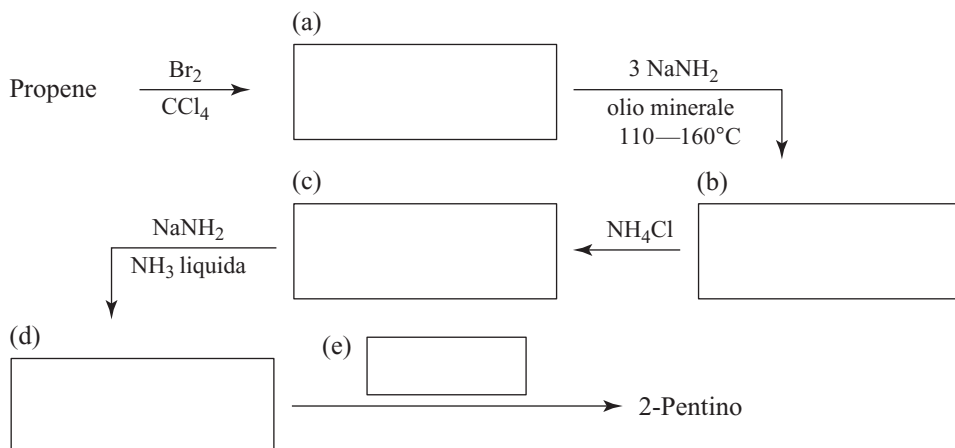 (a)
Propene
Br2
CCl4
3 NaNH2
olio minerale
110—160°C
(c)
(b)
NaNH2
NH3 liquida
NH4Cl
(d)
(e)
2-Pentino